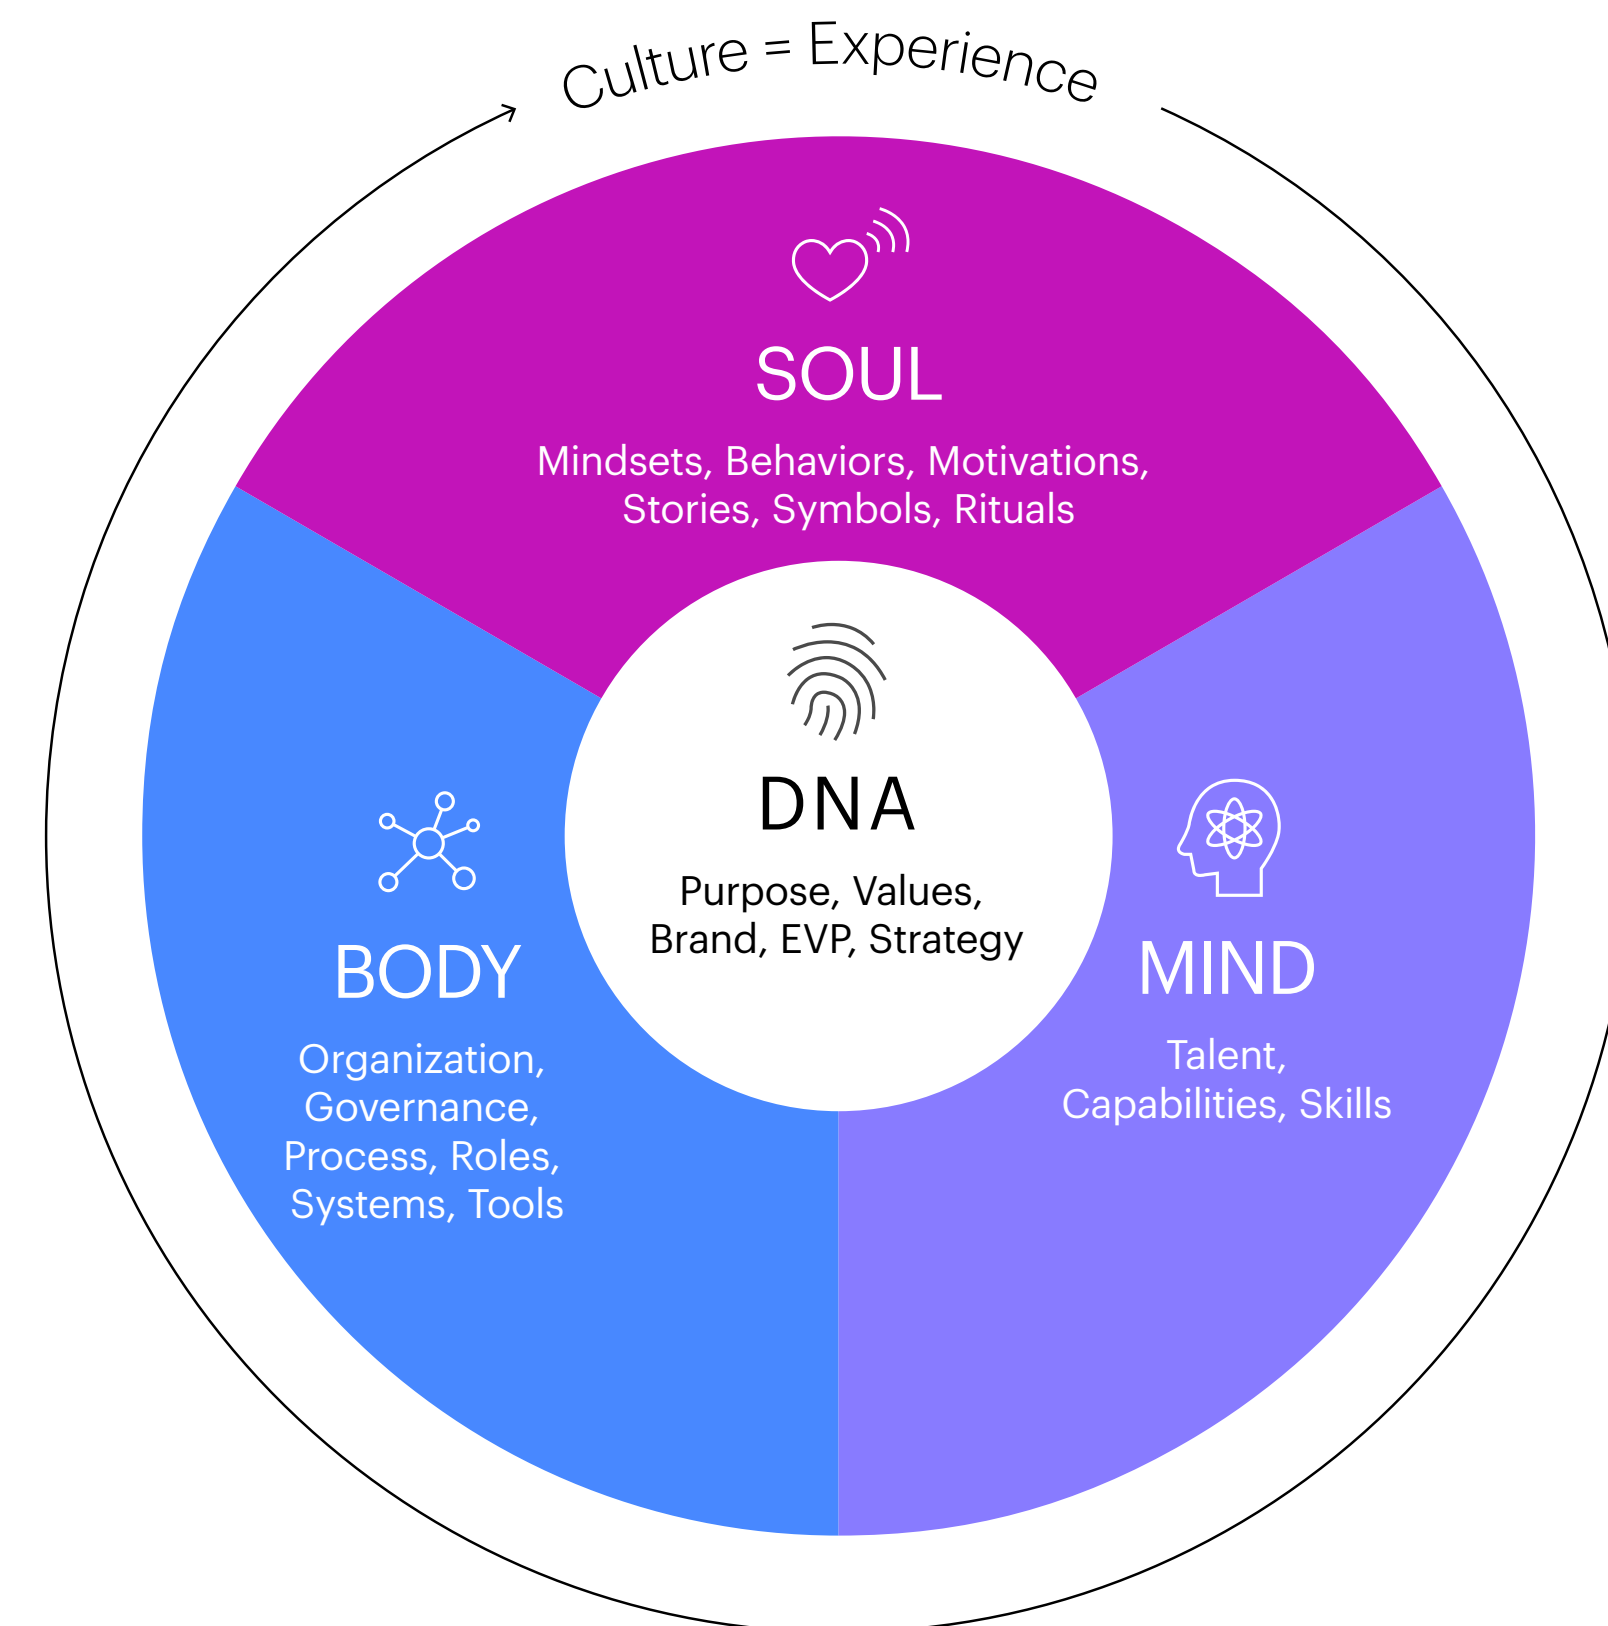 Culture = Experience
SOUL
Mindsets, Behaviors, Motivations,
Stories, Symbols, Rituals
DNA
Purpose, Values,
Brand, EVP, Strategy
BODY
Organization,
Governance,
Process, Roles,
Systems, Tools
MIND
Talent,
Capabilities, Skills